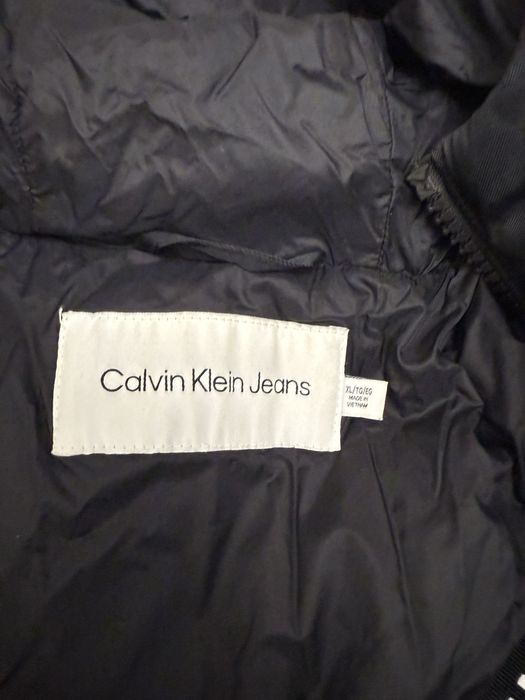 Calvin Klein Jeans
XL/TG/EG
MADE IN
VIETNAM